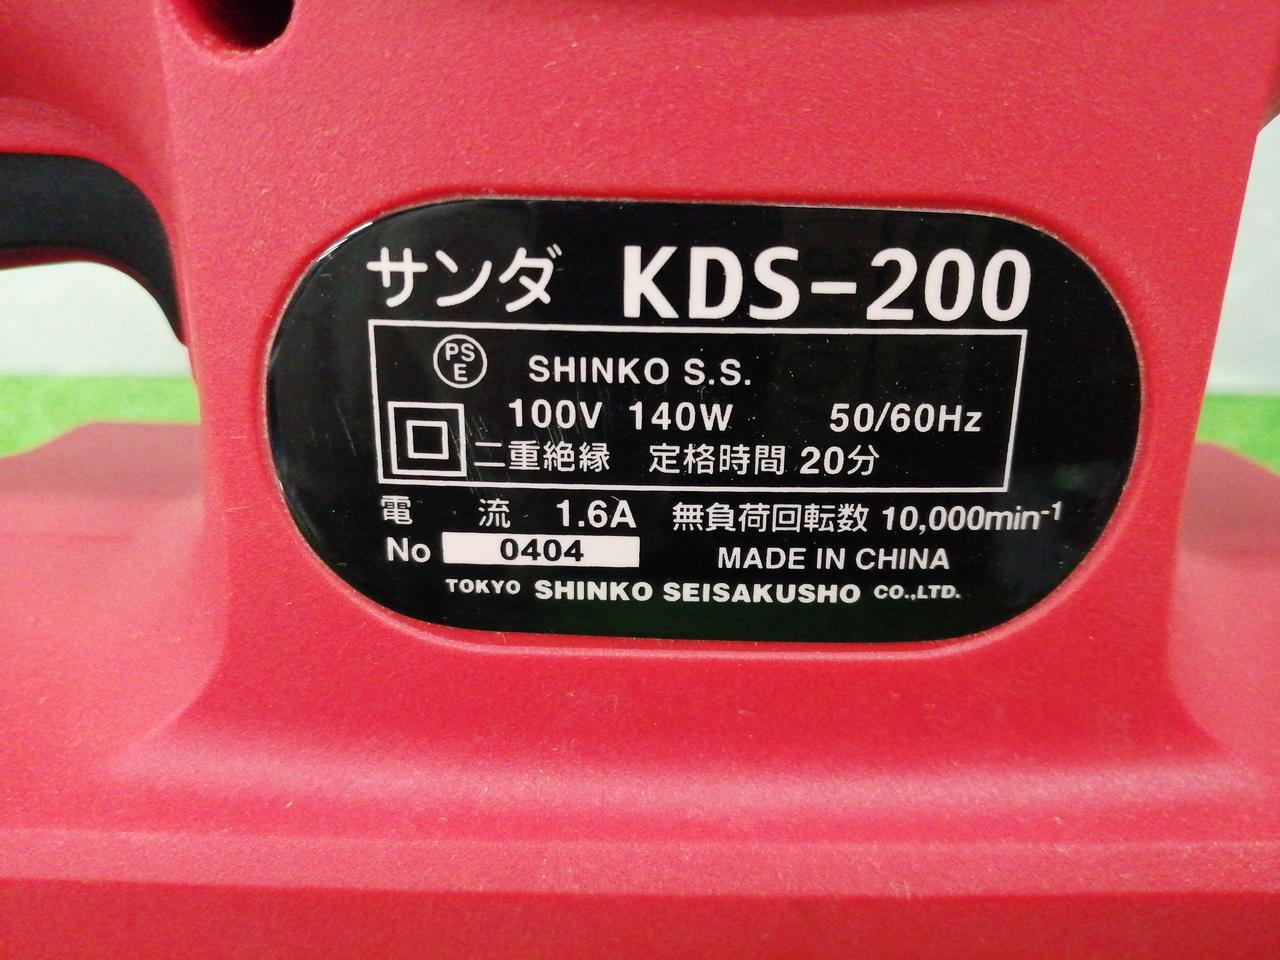 サンダ KDS-200
PS E SHINKO S.S.
100V 140W 50/60Hz
二重絶縁 定格時間 20分
電 流 1.6A 無負荷回転数 10,000min-1
No 0404 MADE IN CHINA
TOKYO SHINKO SEISAKUSHO CO.,LTD.